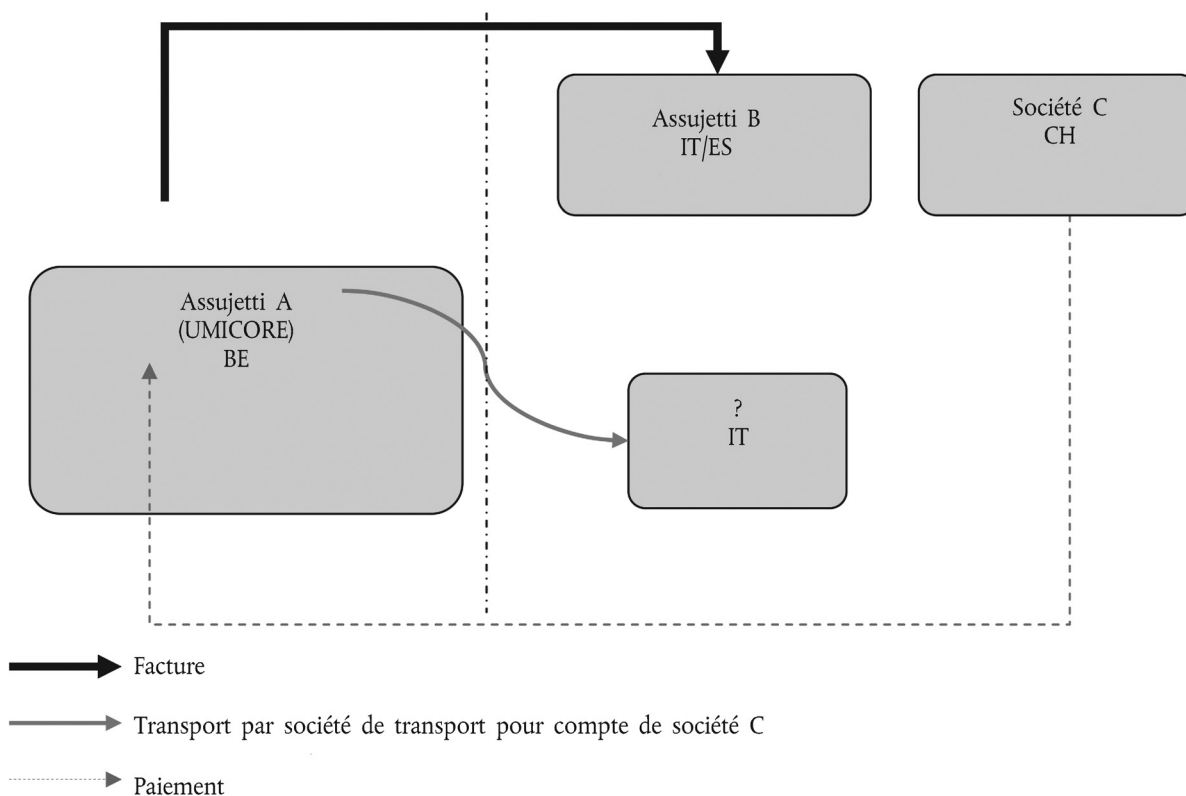 Assujetti B
IT/ES
Société C
CH
Assujetti A
(UMICORE)
BE
?
IT
Facture
Transport par société de transport pour compte de société C
Paiement